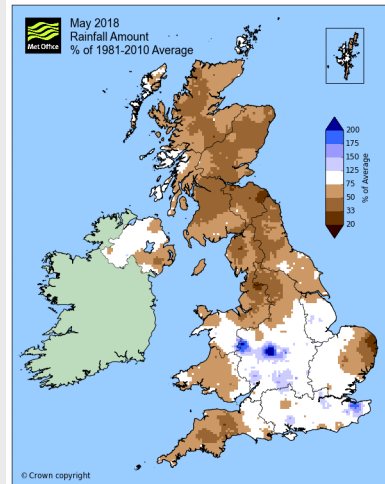 Met Office
May 2018
Rainfall Amount
% of 1981-2010 Average
200
175
150
125
75
50
33
20
% of Average
© Crown copyright